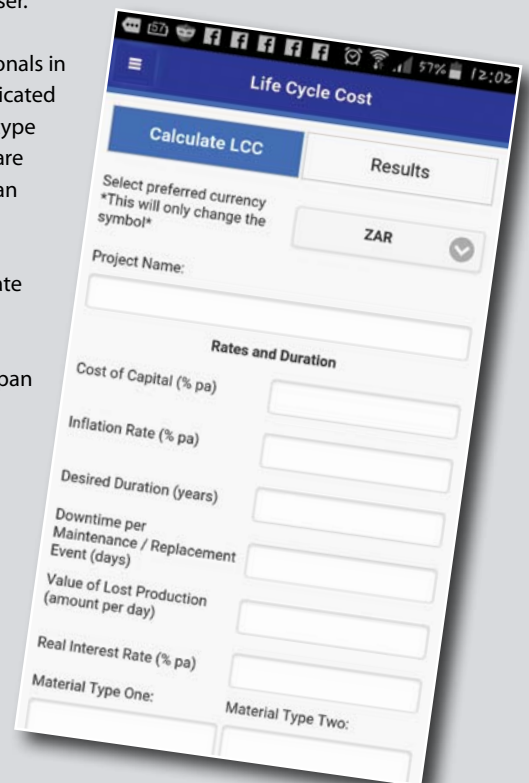 ser.
onals in
icated
ype
are
an
ate
pan
57 57% 12:02
Life Cycle Cost
Calculate LCC Results
Select preferred currency
*This will only change the
symbol*
ZAR
Project Name:
Rates and Duration
Cost of Capital (% pa)
Inflation Rate (% pa)
Desired Duration (years)
Downtime per
Maintenance / Replacement
Event (days)
Value of Lost Production
(amount per day)
Real Interest Rate (% pa)
Material Type One: Material Type Two: